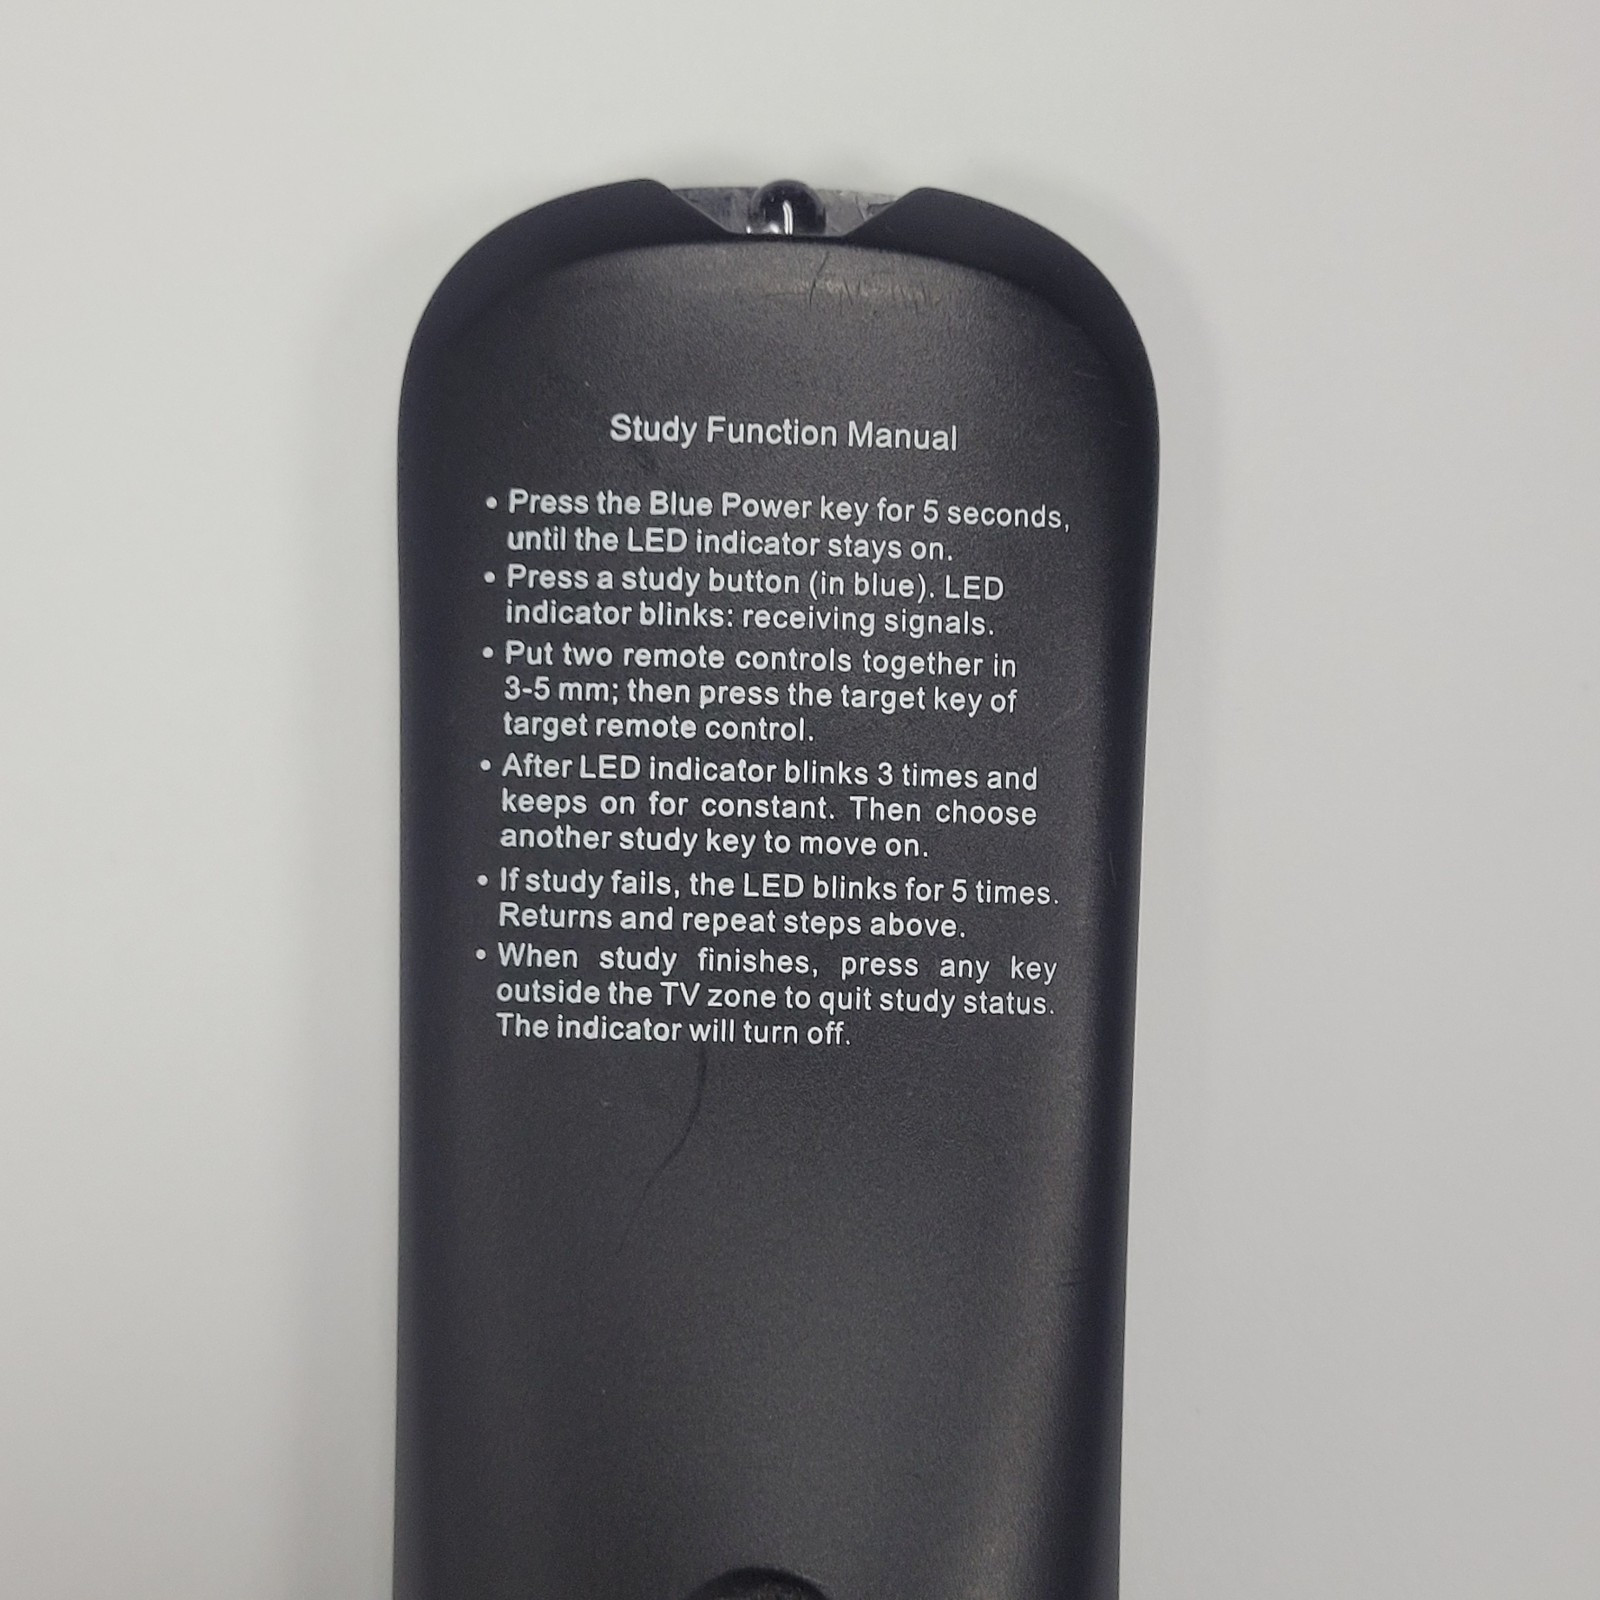 Study Function Manual
• Press the Blue Power key for 5 seconds,
until the LED indicator stays on.
• Press a study button (in blue). LED
indicator blinks: receiving signals.
• Put two remote controls together in
3-5 mm; then press the target key of
target remote control.
• After LED indicator blinks 3 times and
keeps on for constant. Then choose
another study key to move on.
• If study fails, the LED blinks for 5 times.
Returns and repeat steps above.
• When study finishes, press any key
outside the TV zone to quit study status.
The indicator will turn off.